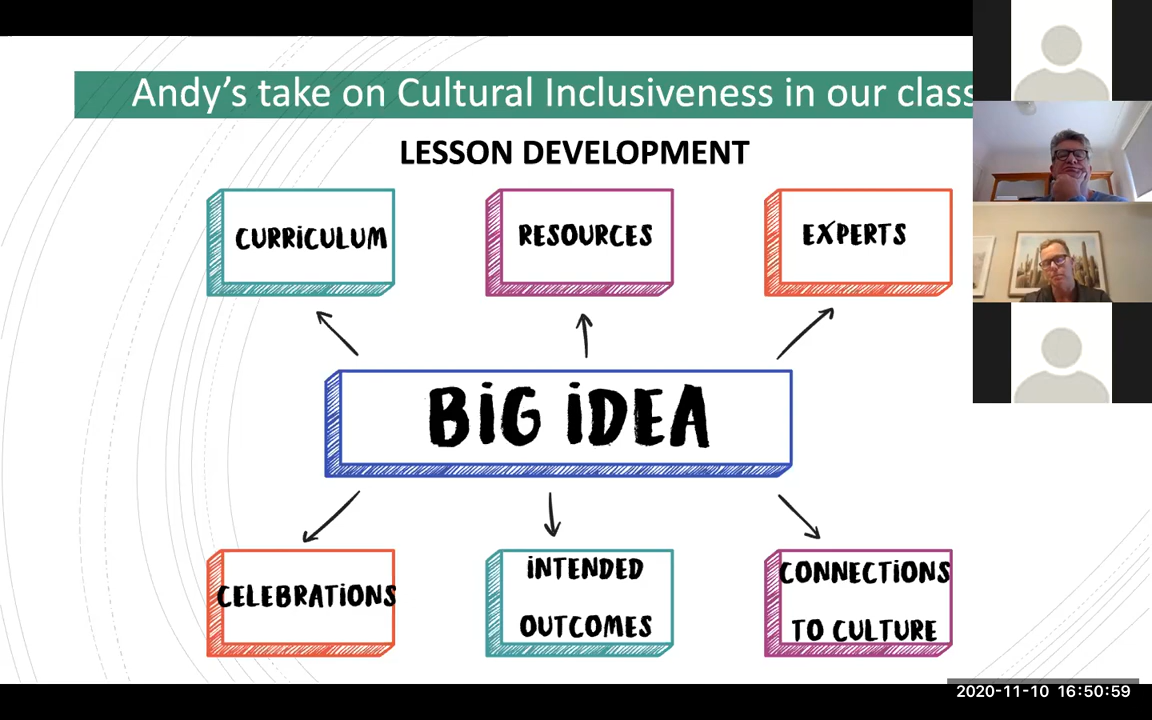 Andy's take on Cultural Inclusiveness in our class
LESSON DEVELOPMENT
CURRiCULUM
RESOURCES
EXPERTS
BiG iDEA
CELEBRATiONS
iNTENDED
OUTCOMES
CONNECTiONS
TO CULTURE
2020-11-10 16:50:59